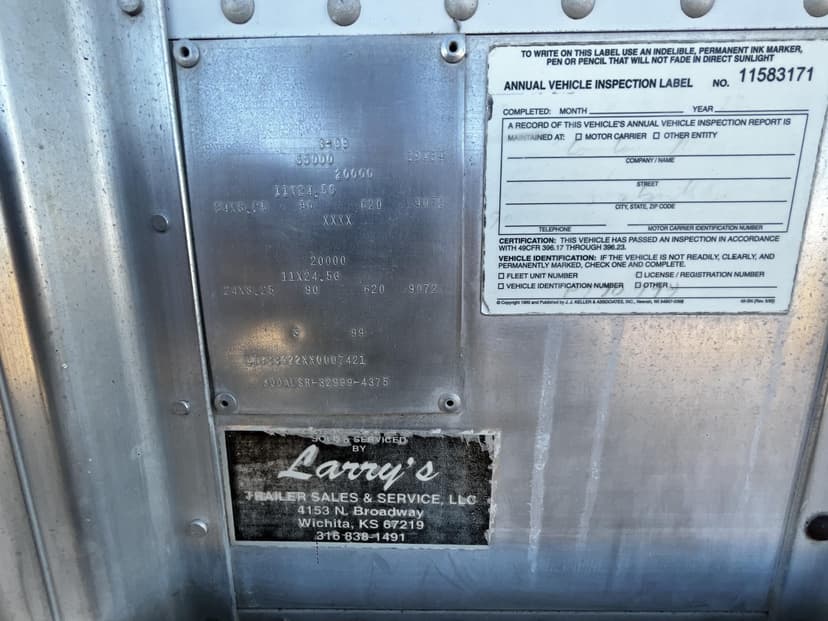 65000
20000
11X24.5G
90 620
XXXX
20000
11X24.5G
24X8.25 90 620 9072
99
SOLD & SERVICED
BY
Larry's
TRAILER SALES & SERVICE, LLC
4153 N. Broadway
Wichita, KS 67219
316 838-1491
TO WRITE ON THIS LABEL USE AN INDELIBLE, PERMANENT INK MARKER,
PEN OR PENCIL THAT WILL NOT FADE IN DIRECT SUNLIGHT
ANNUAL VEHICLE INSPECTION LABEL NO. 11583171
COMPLETED: MONTH YEAR
A RECORD OF THIS VEHICLE'S ANNUAL VEHICLE INSPECTION REPORT IS
MAINTAINED AT: MOTOR CARRIER OTHER ENTITY
COMPANY / NAME
STREET
CITY, STATE, ZIP CODE
TELEPHONE MOTOR CARRIER IDENTIFICATION NUMBER
CERTIFICATION: THIS VEHICLE HAS PASSED AN INSPECTION IN ACCORDANCE
WITH 49CFR 396.17 THROUGH 396.23.
VEHICLE IDENTIFICATION: IF THE VEHICLE IS NOT READILY, CLEARLY, AND
PERMANENTLY MARKED, CHECK ONE AND COMPLETE.
FLEET UNIT NUMBER LICENSE / REGISTRATION NUMBER
VEHICLE IDENTIFICATION NUMBER OTHER